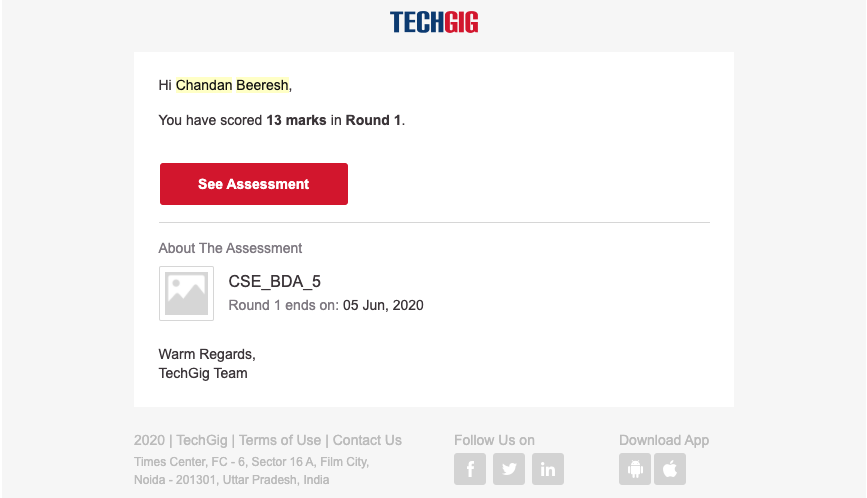 TECHGIG
Hi Chandan Beeresh,
You have scored 13 marks in Round 1.
See Assessment
About The Assessment
CSE_BDA_5
Round 1 ends on: 05 Jun, 2020
Warm Regards,
TechGig Team
2020 | TechGig | Terms of Use | Contact Us
Times Center, FC - 6, Sector 16 A, Film City,
Noida - 201301, Uttar Pradesh, India
Follow Us on
Download App